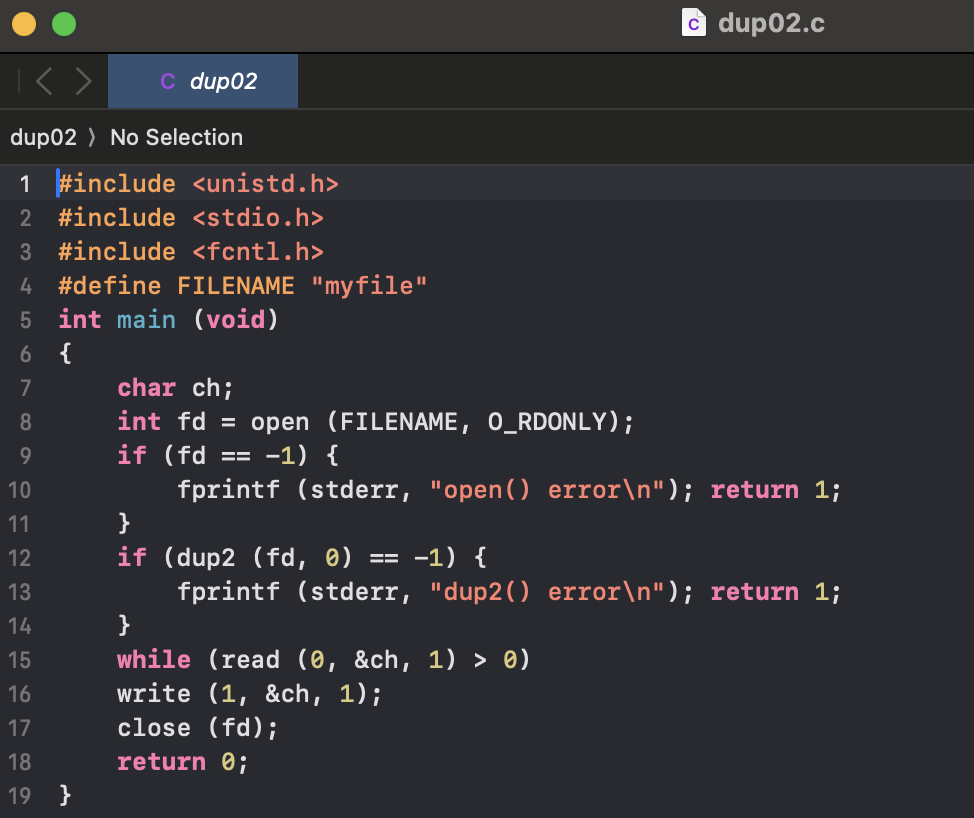 dup02.c
dup02
dup02 〉 No Selection
1 #include <unistd.h>
2 #include <stdio.h>
3 #include <fcntl.h>
4 #define FILENAME "myfile"
5 int main (void)
6 {
7     char ch;
8     int fd = open (FILENAME, O_RDONLY);
9     if (fd == -1) {
10         fprintf (stderr, "open() error\n"); return 1;
11     }
12     if (dup2 (fd, 0) == -1) {
13         fprintf (stderr, "dup2() error\n"); return 1;
14     }
15     while (read (0, &ch, 1) > 0)
16     write (1, &ch, 1);
17     close (fd);
18     return 0;
19 }